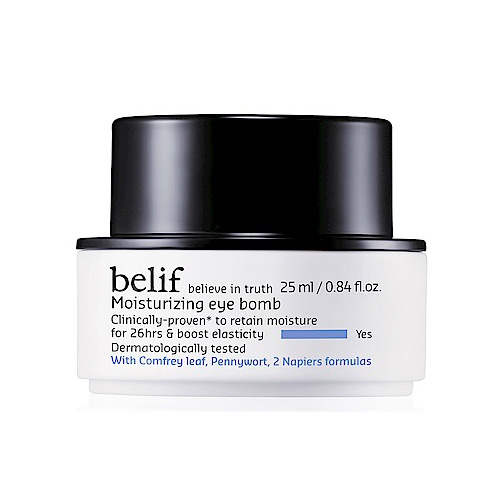 belif believe in truth 25 ml / 0.84 fl.oz.
Moisturizing eye bomb
Clinically-proven* to retain moisture
for 26hrs & boost elasticity Yes
Dermatologically tested
With Comfrey leaf, Pennywort, 2 Napiers formulas